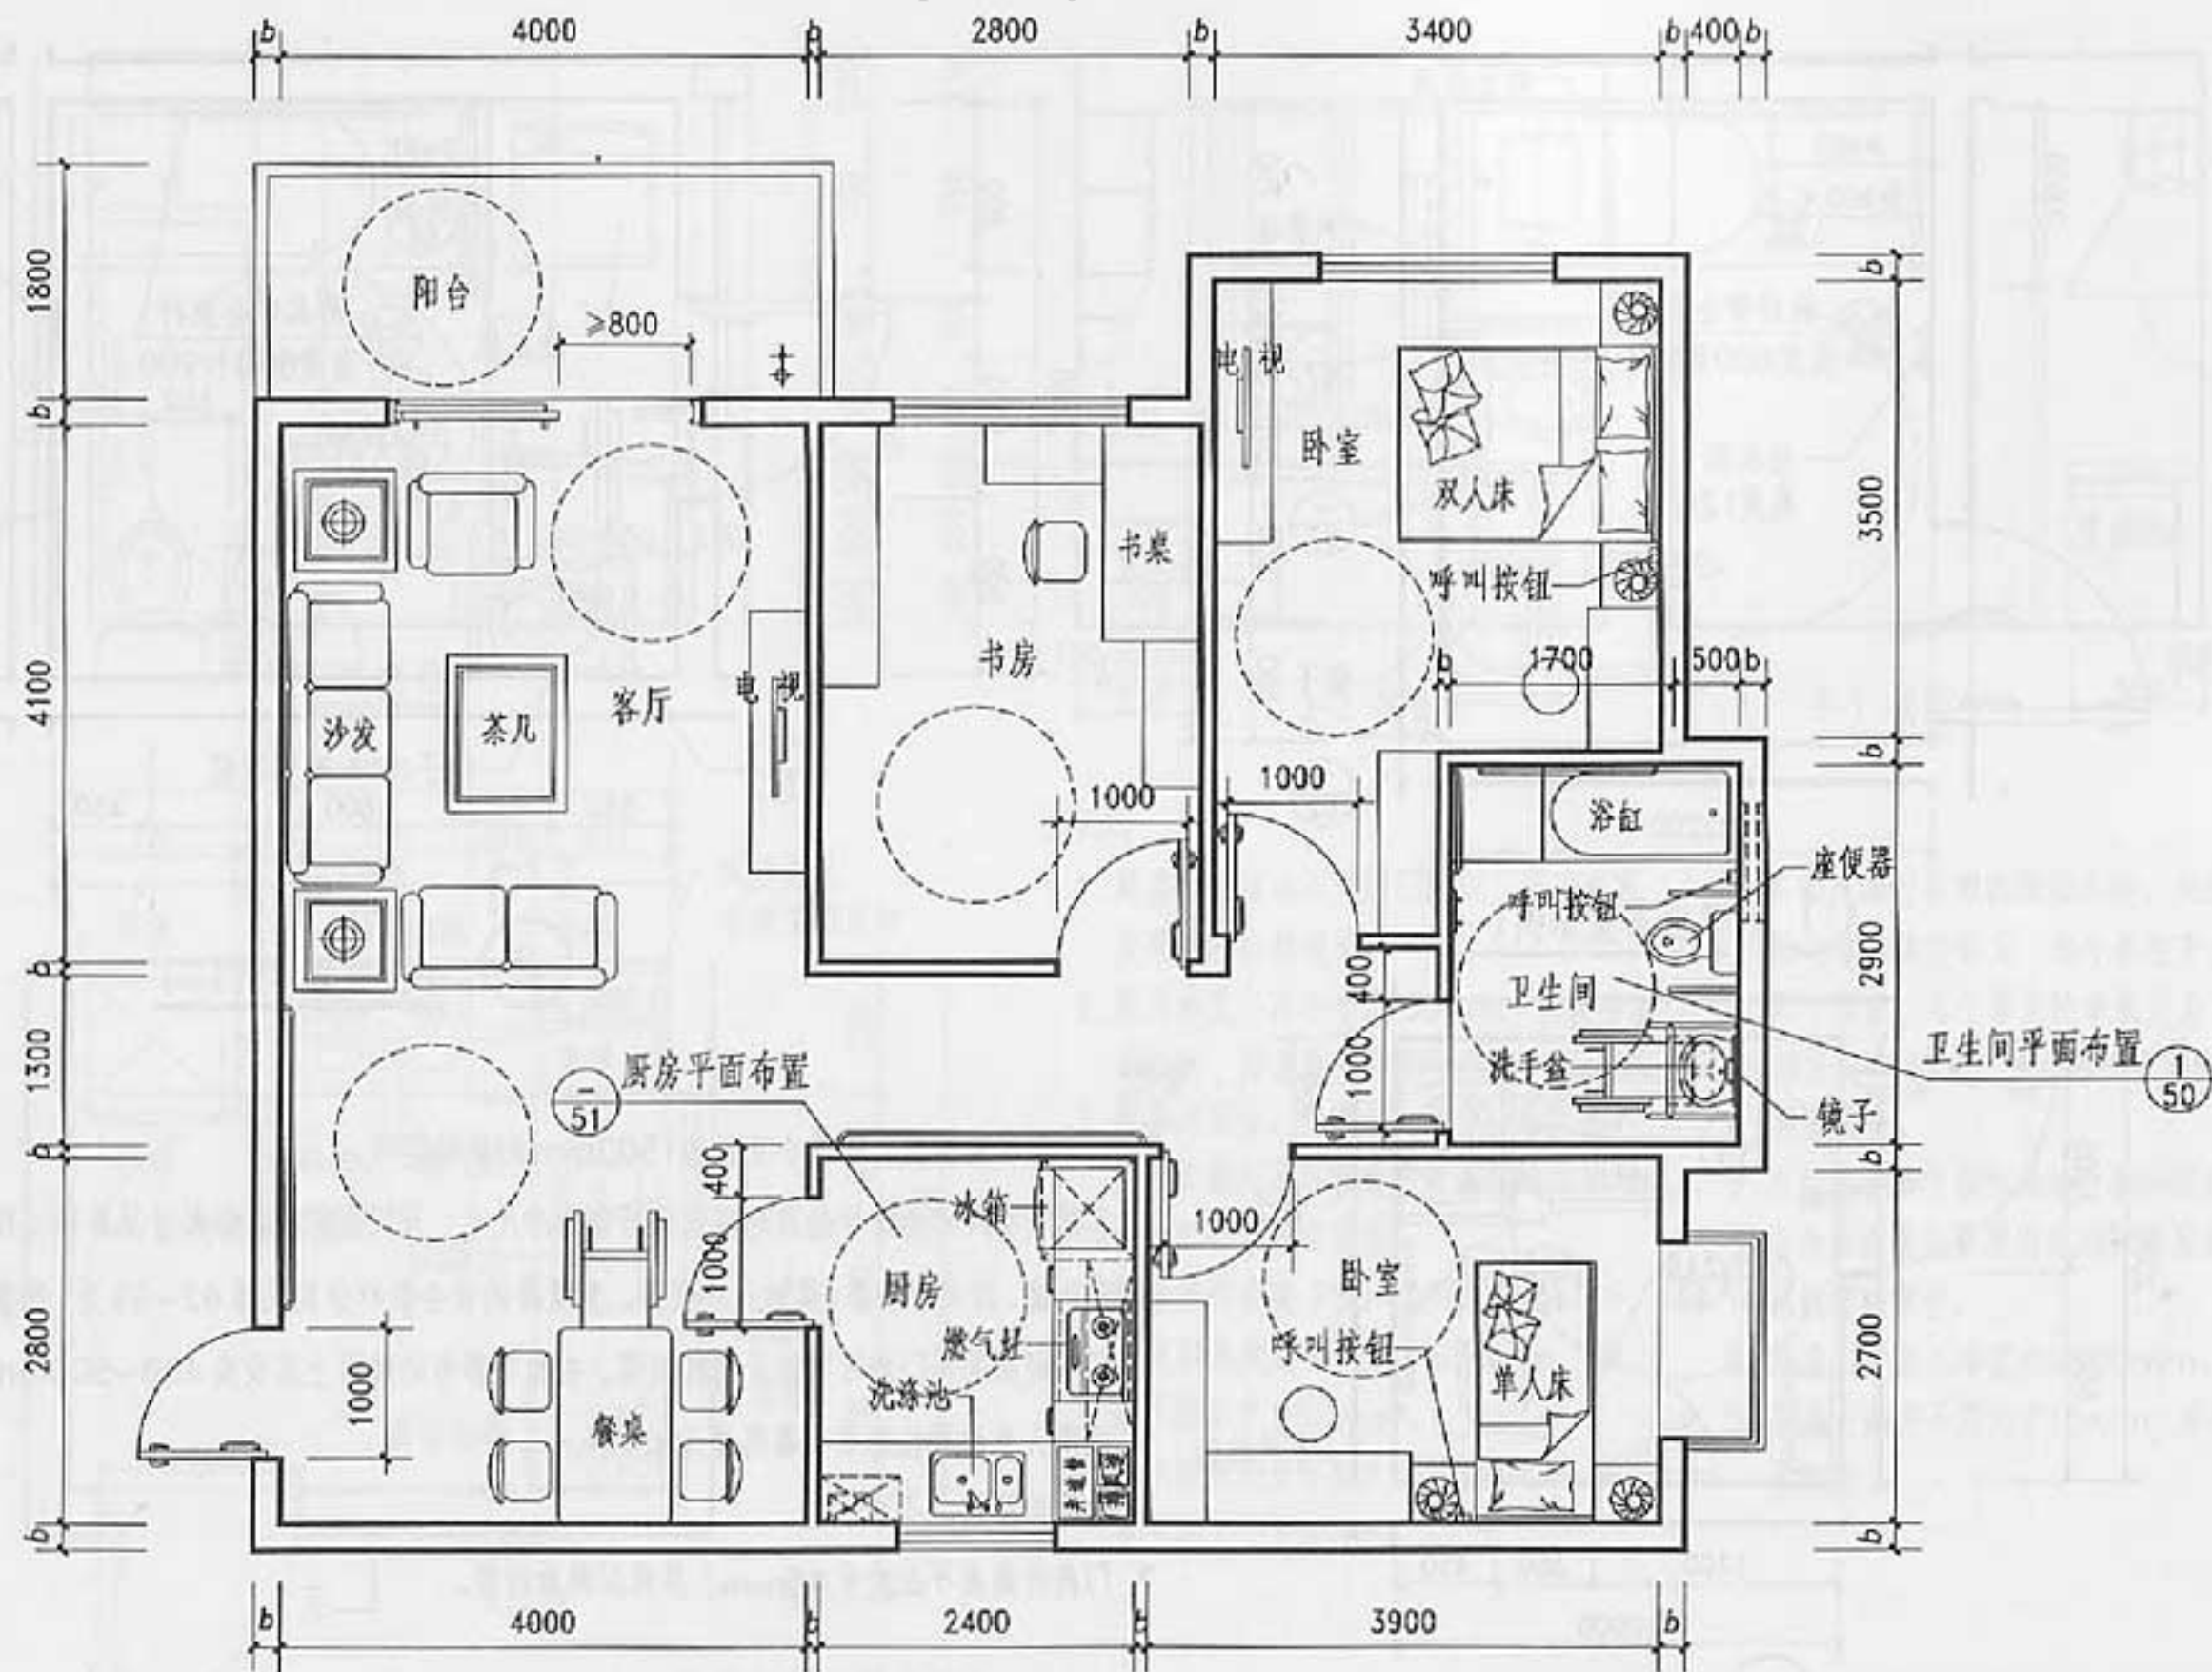 b 4000 b 2800 b 3400 b 400 b
1800
阳台
≥800
b
b
电视
卧室
双人床
3500
呼叫按钮
书桌
书房
4100
沙发
茶几
客厅
电视
b 1700 500 b
b
1000
1000
浴缸
座便器
呼叫按钮
2900
400
卫生间
1000
洗手盆
卫生间平面布置
1
50
镜子
b
1300
b
厨房平面布置
–
51
400
1000
冰箱
厨房
燃气灶
洗涤池
1000
卧室
呼叫按钮
单人床
b
2700
2800
1000
餐桌
b
b
b 4000 b 2400 b 3900 b